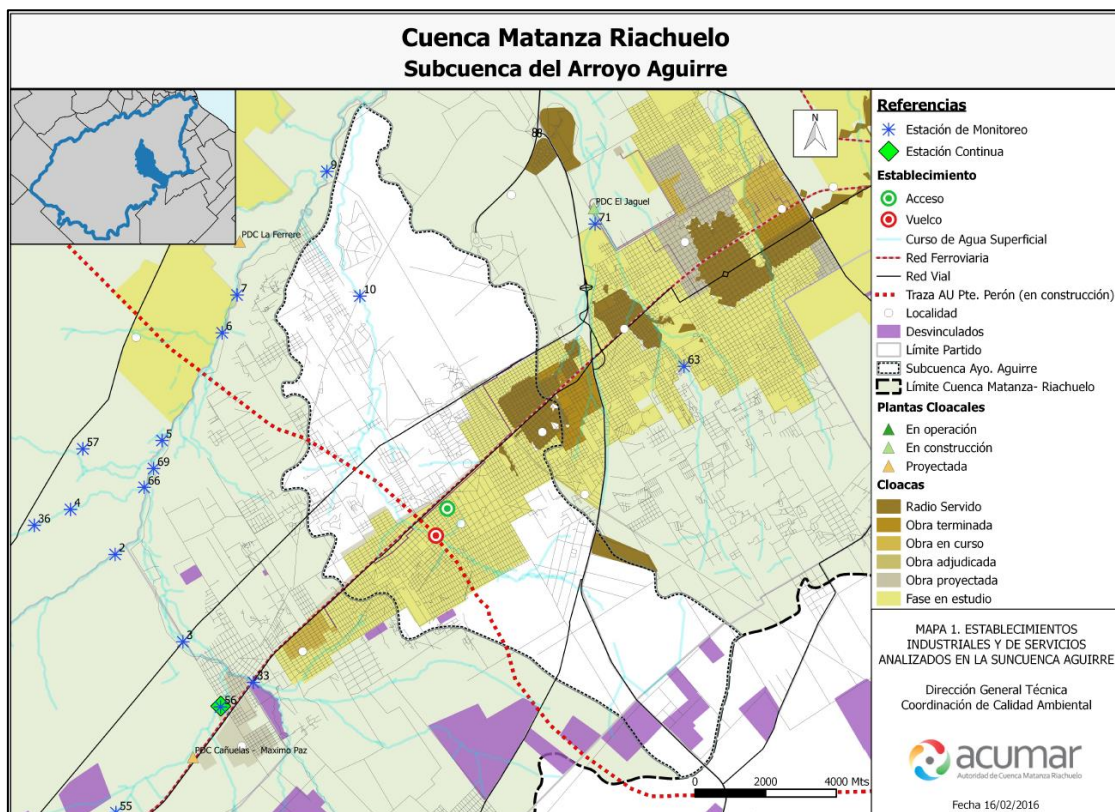 Cuenca Matanza Riachuelo
Subcuenca del Arroyo Aguirre
N
9
PDC El Jaguel
71
PDC La Ferrere
7
10
6
63
5
57
69
66
4
36
2
3
33
56
PDC Cañuelas - Maximo Paz
55
0 2000 4000 Mts
Referencias
Estación de Monitoreo
Estación Continua
Establecimiento
Acceso
Vuelco
Curso de Agua Superficial
Red Ferroviaria
Red Vial
Traza AU Pte. Perón (en construcción)
Localidad
Desvinculados
Límite Partido
Subcuenca Ayo. Aguirre
Límite Cuenca Matanza- Riachuelo
Plantas Cloacales
En operación
En construcción
Proyectada
Cloacas
Radio Servido
Obra terminada
Obra en curso
Obra adjudicada
Obra proyectada
Fase en estudio
MAPA 1. ESTABLECIMIENTOS
INDUSTRIALES Y DE SERVICIOS
ANALIZADOS EN LA SUNCUENCA AGUIRRE
Dirección General Técnica
Coordinación de Calidad Ambiental
acumar
Autoridad de Cuenca Matanza Riachuelo
Fecha 16/02/2016